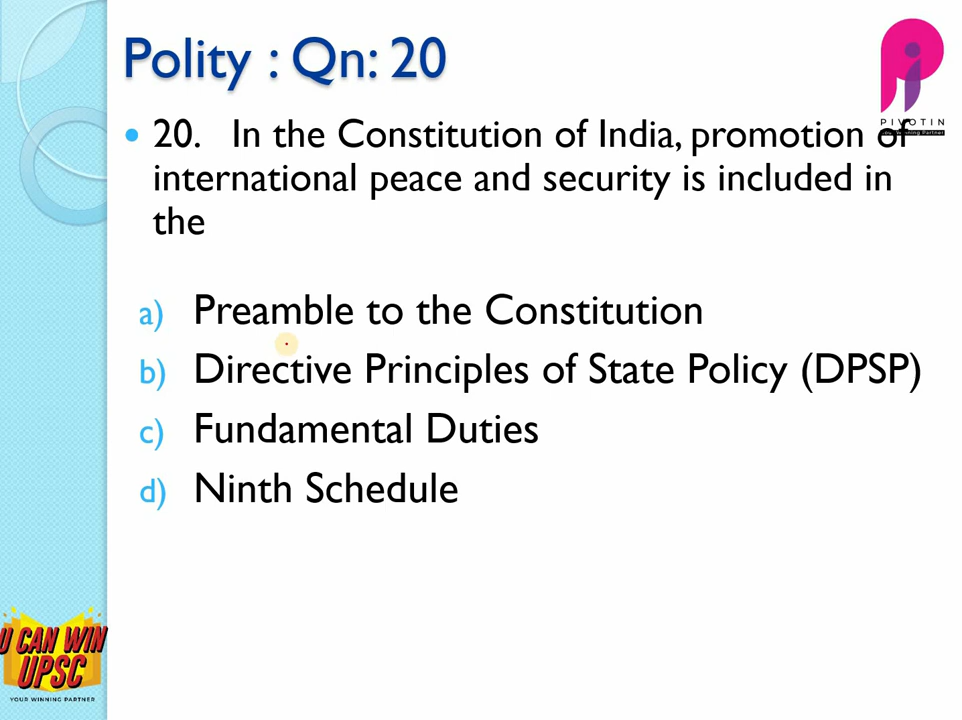 Polity : Qn: 20
PIVOTIN
20. In the Constitution of India, promotion of
international peace and security is included in
the
a) Preamble to the Constitution
b) Directive Principles of State Policy (DPSP)
c) Fundamental Duties
d) Ninth Schedule
U CAN WIN
UPSC
YOUR WINNING PARTNER